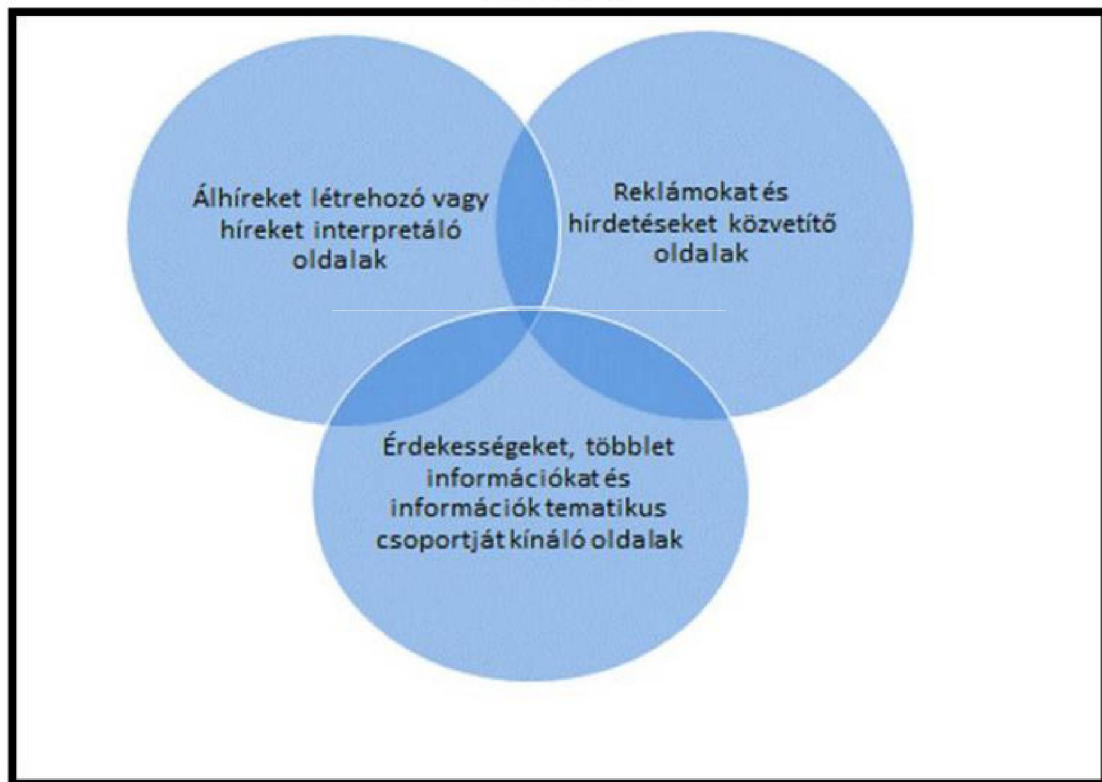 Álhíreket létrehozó vagy
híreket interpretáló
oldalak
Reklámokat és
hírdetéseket közvetítő
oldalak
Érdekességeket, többlet
információkat és
információk tematikus
csoportját kínáló oldalak